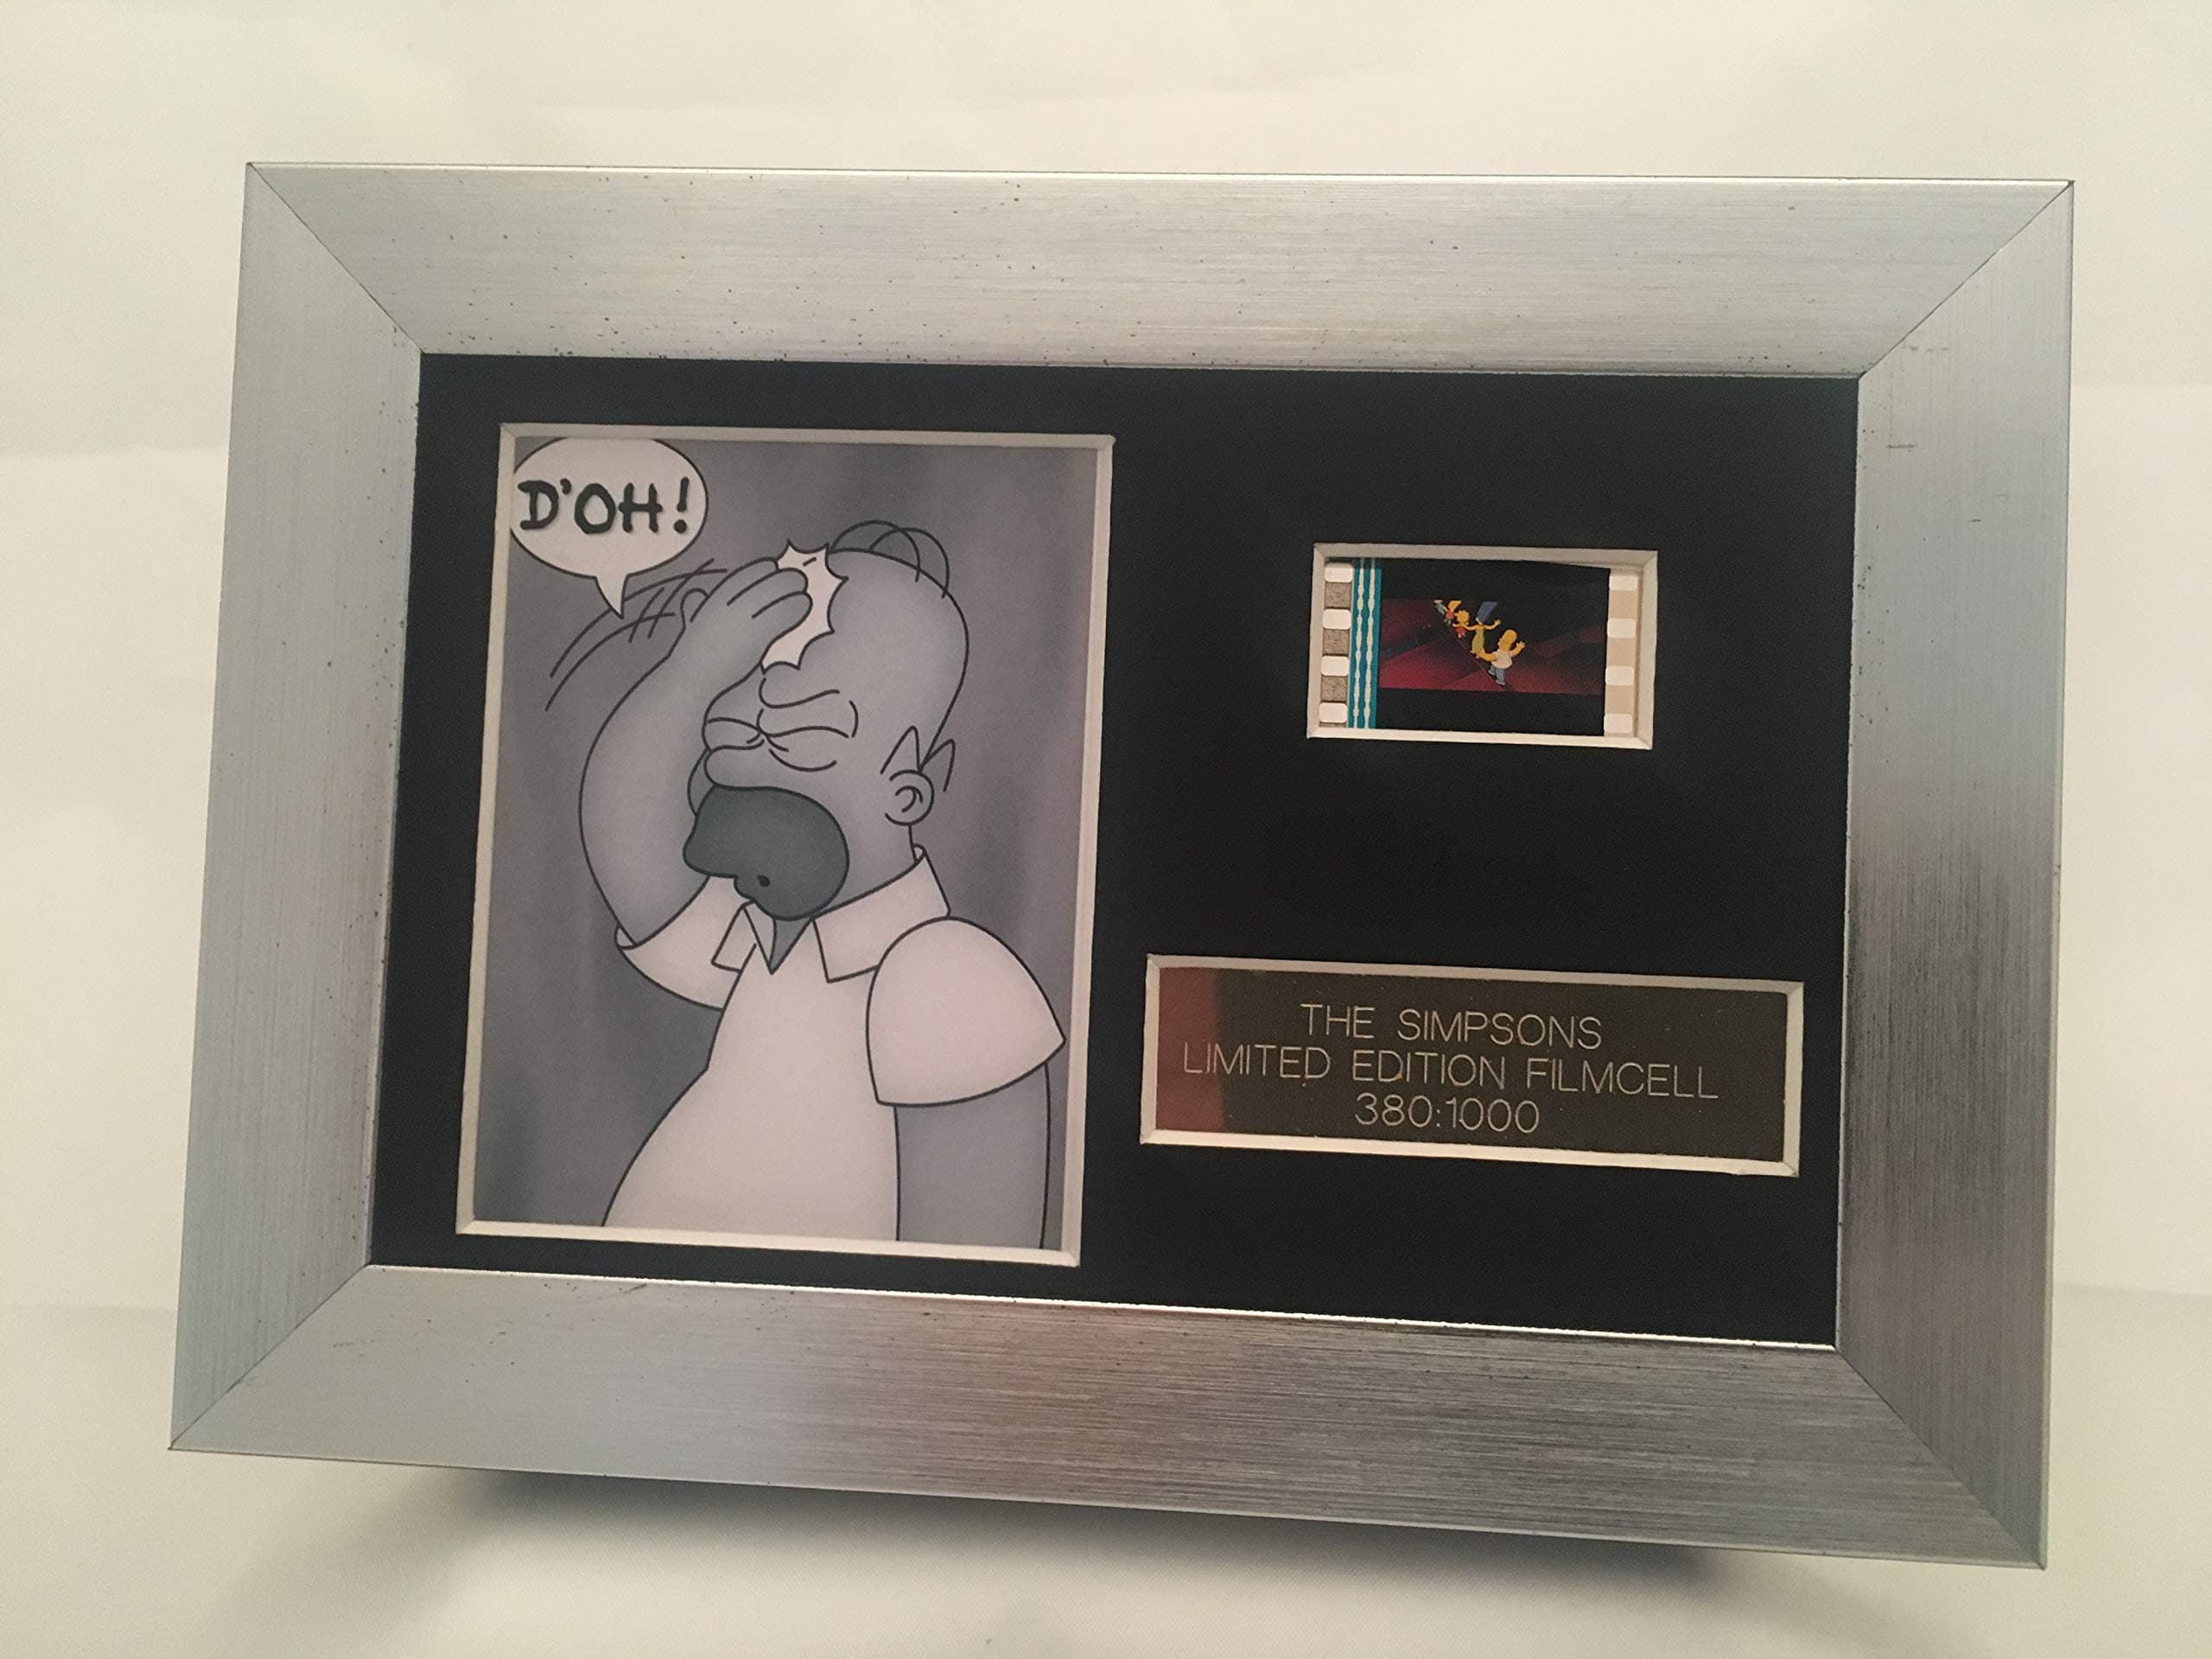 D'OH!
THE SIMPSONS
LIMITED EDITION FILMCELL
380:1000